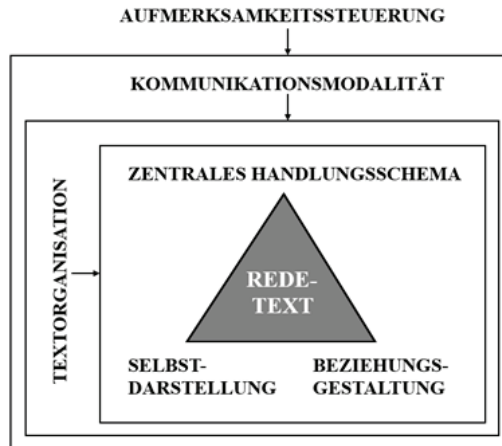 AUFMERKSAMKEITSSTEUERUNG
KOMMUNIKATIONSMODALITÄT
TEXTORGANISATION
ZENTRALES HANDLUNGSSCHEMA
REDE-
TEXT
SELBST-
DARSTELLUNG
BEZIEHUNGS-
GESTALTUNG